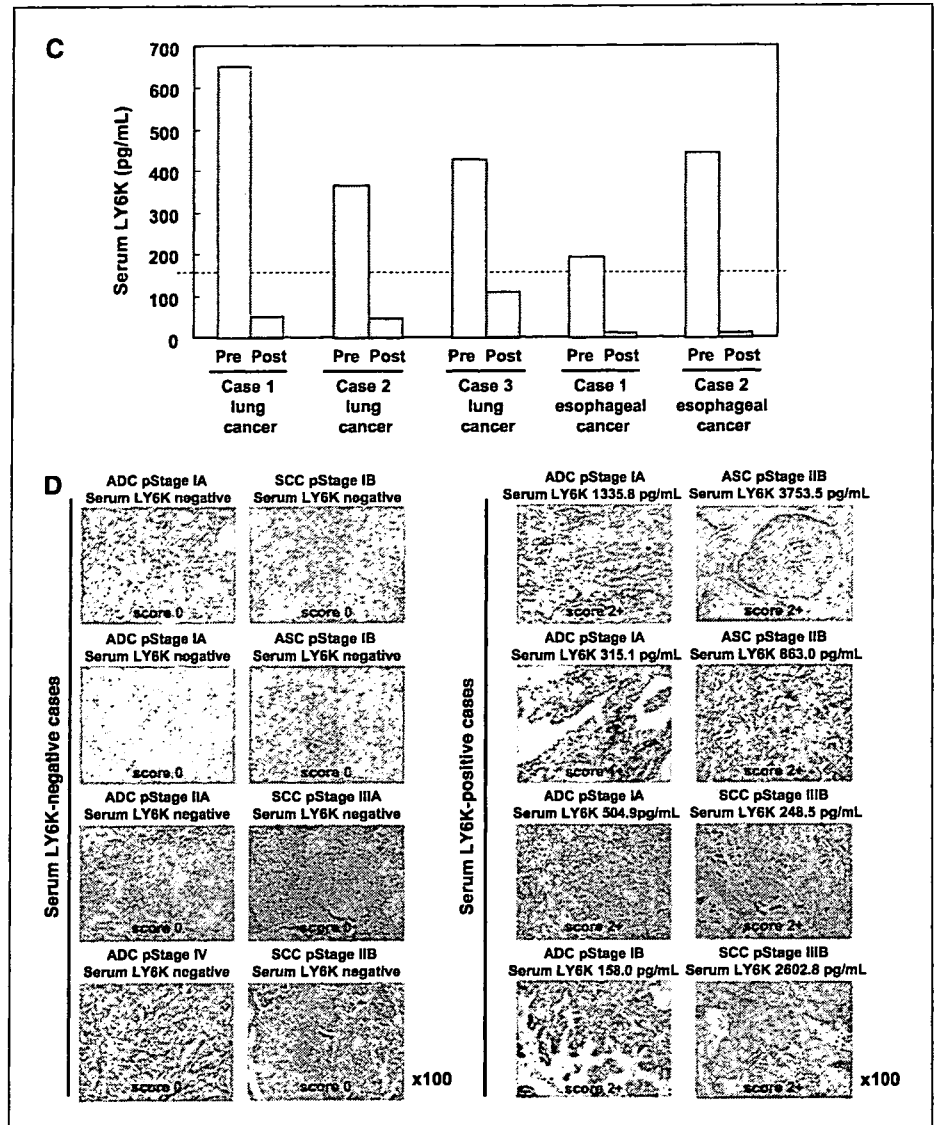 C
Serum LY6K (pg/mL)
700
600
500
400
300
200
100
0
Pre Post Pre Post Pre Post Pre Post Pre Post
Case 1 Case 2 Case 3 Case 1 Case 2
lung lung lung esophageal esophageal
cancer cancer cancer cancer cancer
D
Serum LY6K-negative cases
ADC pStage IA SCC pStage IB
Serum LY6K negative Serum LY6K negative
score 0 score 0
ADC pStage IA ASC pStage IB
Serum LY6K negative Serum LY6K negative
score 0 score 0
ADC pStage IIA SCC pStage IIIA
Serum LY6K negative Serum LY6K negative
score 0 score 0
ADC pStage IV SCC pStage IIB
Serum LY6K negative Serum LY6K negative
score 0 score 0
x100
Serum LY6K-positive cases
ADC pStage IA ASC pStage IIB
Serum LY6K 1335.8 pg/mL Serum LY6K 3753.5 pg/mL
score 2+ score 2+
ADC pStage IA ASC pStage IIB
Serum LY6K 315.1 pg/mL Serum LY6K 863.0 pg/mL
score score 2+
ADC pStage IA SCC pStage IIIB
Serum LY6K 504.9pg/mL Serum LY6K 248.5 pg/mL
score 2+ score 2+
ADC pStage IB SCC pStage IIIB
Serum LY6K 158.0 pg/mL Serum LY6K 2602.8 pg/mL
score 2+ score 2+
x100